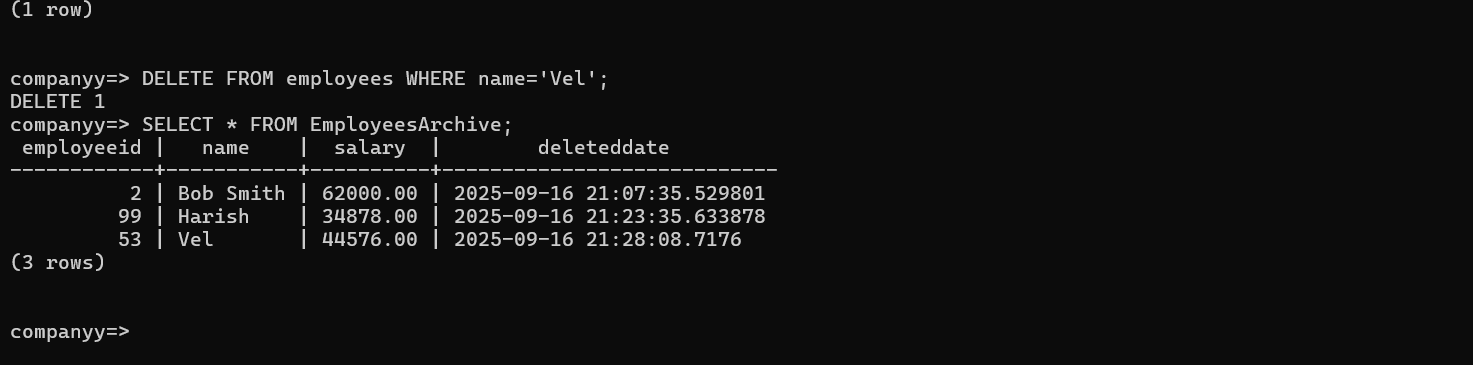 (1 row)
companyy=> DELETE FROM employees WHERE name='Vel';
DELETE 1
companyy=> SELECT * FROM EmployeesArchive;
 employeeid |   name    |  salary  |        deleteddate
------------+-----------+----------+----------------------------
          2 | Bob Smith | 62000.00 | 2025-09-16 21:07:35.529801
         99 | Harish    | 34878.00 | 2025-09-16 21:23:35.633878
         53 | Vel       | 44576.00 | 2025-09-16 21:28:08.7176
(3 rows)
companyy=>